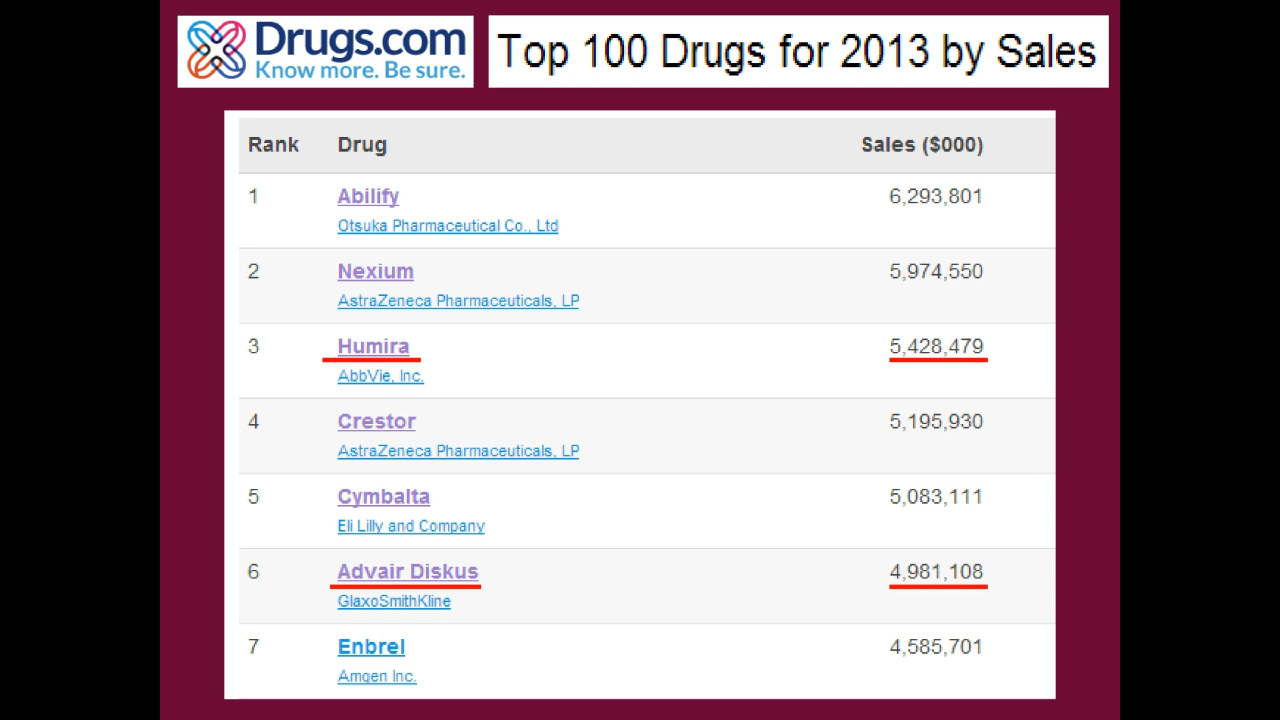 Drugs.com
Know more. Be sure.
Top 100 Drugs for 2013 by Sales
Rank Drug Sales ($000)
1 Abilify 6,293,801
Otsuka Pharmaceutical Co., Ltd
2 Nexium 5,974,550
AstraZeneca Pharmaceuticals, LP
3 Humira 5,428,479
AbbVie, Inc.
4 Crestor 5,195,930
AstraZeneca Pharmaceuticals, LP
5 Cymbalta 5,083,111
Eli Lilly and Company
6 Advair Diskus 4,981,108
GlaxoSmithKline
7 Enbrel 4,585,701
Amgen Inc.